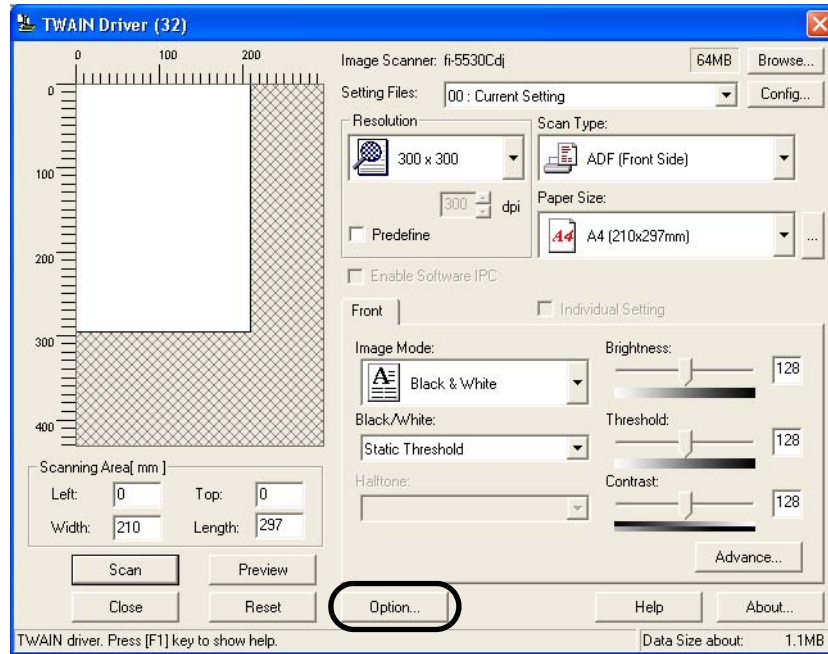 TWAIN Driver (32)
0 100 200
0
100
200
300
400
Image Scanner: fi-5530Cdj 64MB Browse...
Setting Files: 00 : Current Setting Config...
Resolution
300 x 300
300 dpi
Predefine
Scan Type:
ADF (Front Side)
Paper Size:
A4 A4 (210x297mm) ...
Enable Software IPC
Front Individual Setting
Image Mode:
A Black & White
Black/White:
Static Threshold
Halftone:
Brightness:
128
Threshold:
128
Contrast:
128
Advance...
Scanning Area[ mm ]
Left: 0 Top: 0
Width: 210 Length: 297
Scan Preview
Close Reset Option... Help About...
TWAIN driver. Press [F1] key to show help. Data Size about: 1.1MB